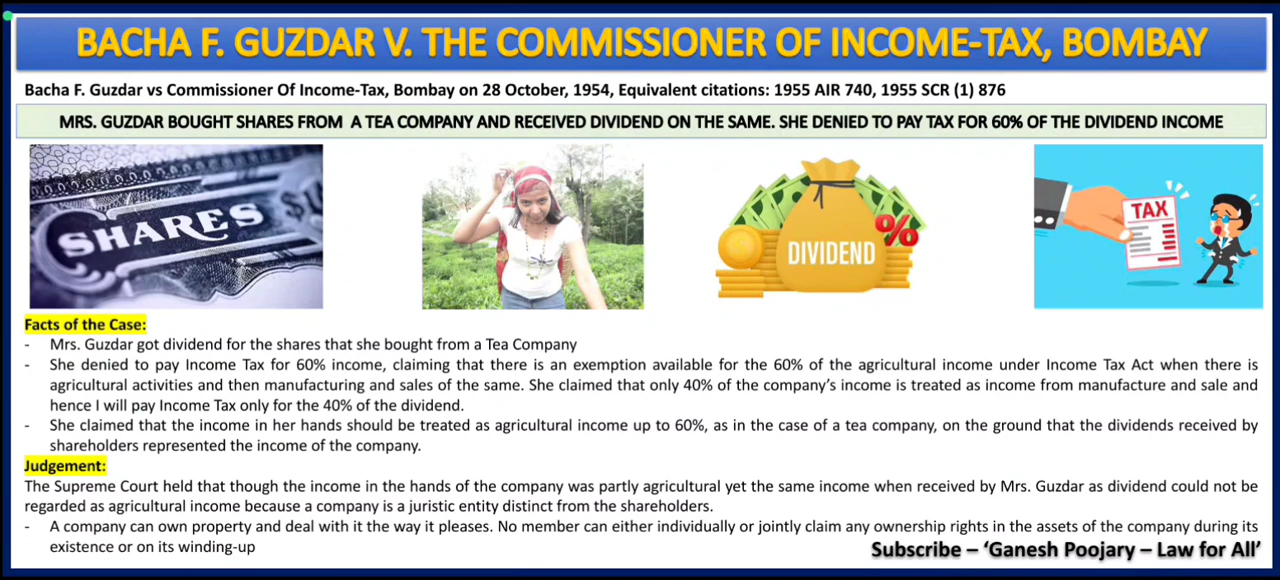 BACHA F. GUZDAR V. THE COMMISSIONER OF INCOME-TAX, BOMBAY
Bacha F. Guzdar vs Commissioner Of Income-Tax, Bombay on 28 October, 1954, Equivalent citations: 1955 AIR 740, 1955 SCR (1) 876
MRS. GUZDAR BOUGHT SHARES FROM A TEA COMPANY AND RECEIVED DIVIDEND ON THE SAME. SHE DENIED TO PAY TAX FOR 60% OF THE DIVIDEND INCOME
SHARES
DIVIDEND
%
TAX
Facts of the Case:
- Mrs. Guzdar got dividend for the shares that she bought from a Tea Company
- She denied to pay Income Tax for 60% income, claiming that there is an exemption available for the 60% of the agricultural income under Income Tax Act when there is
agricultural activities and then manufacturing and sales of the same. She claimed that only 40% of the company's income is treated as income from manufacture and sale and
hence I will pay Income Tax only for the 40% of the dividend.
- She claimed that the income in her hands should be treated as agricultural income up to 60%, as in the case of a tea company, on the ground that the dividends received by
shareholders represented the income of the company.
Judgement:
The Supreme Court held that though the income in the hands of the company was partly agricultural yet the same income when received by Mrs. Guzdar as dividend could not be
regarded as agricultural income because a company is a juristic entity distinct from the shareholders.
- A company can own property and deal with it the way it pleases. No member can either individually or jointly claim any ownership rights in the assets of the company during its
existence or on its winding-up
Subscribe – 'Ganesh Poojary – Law for All'